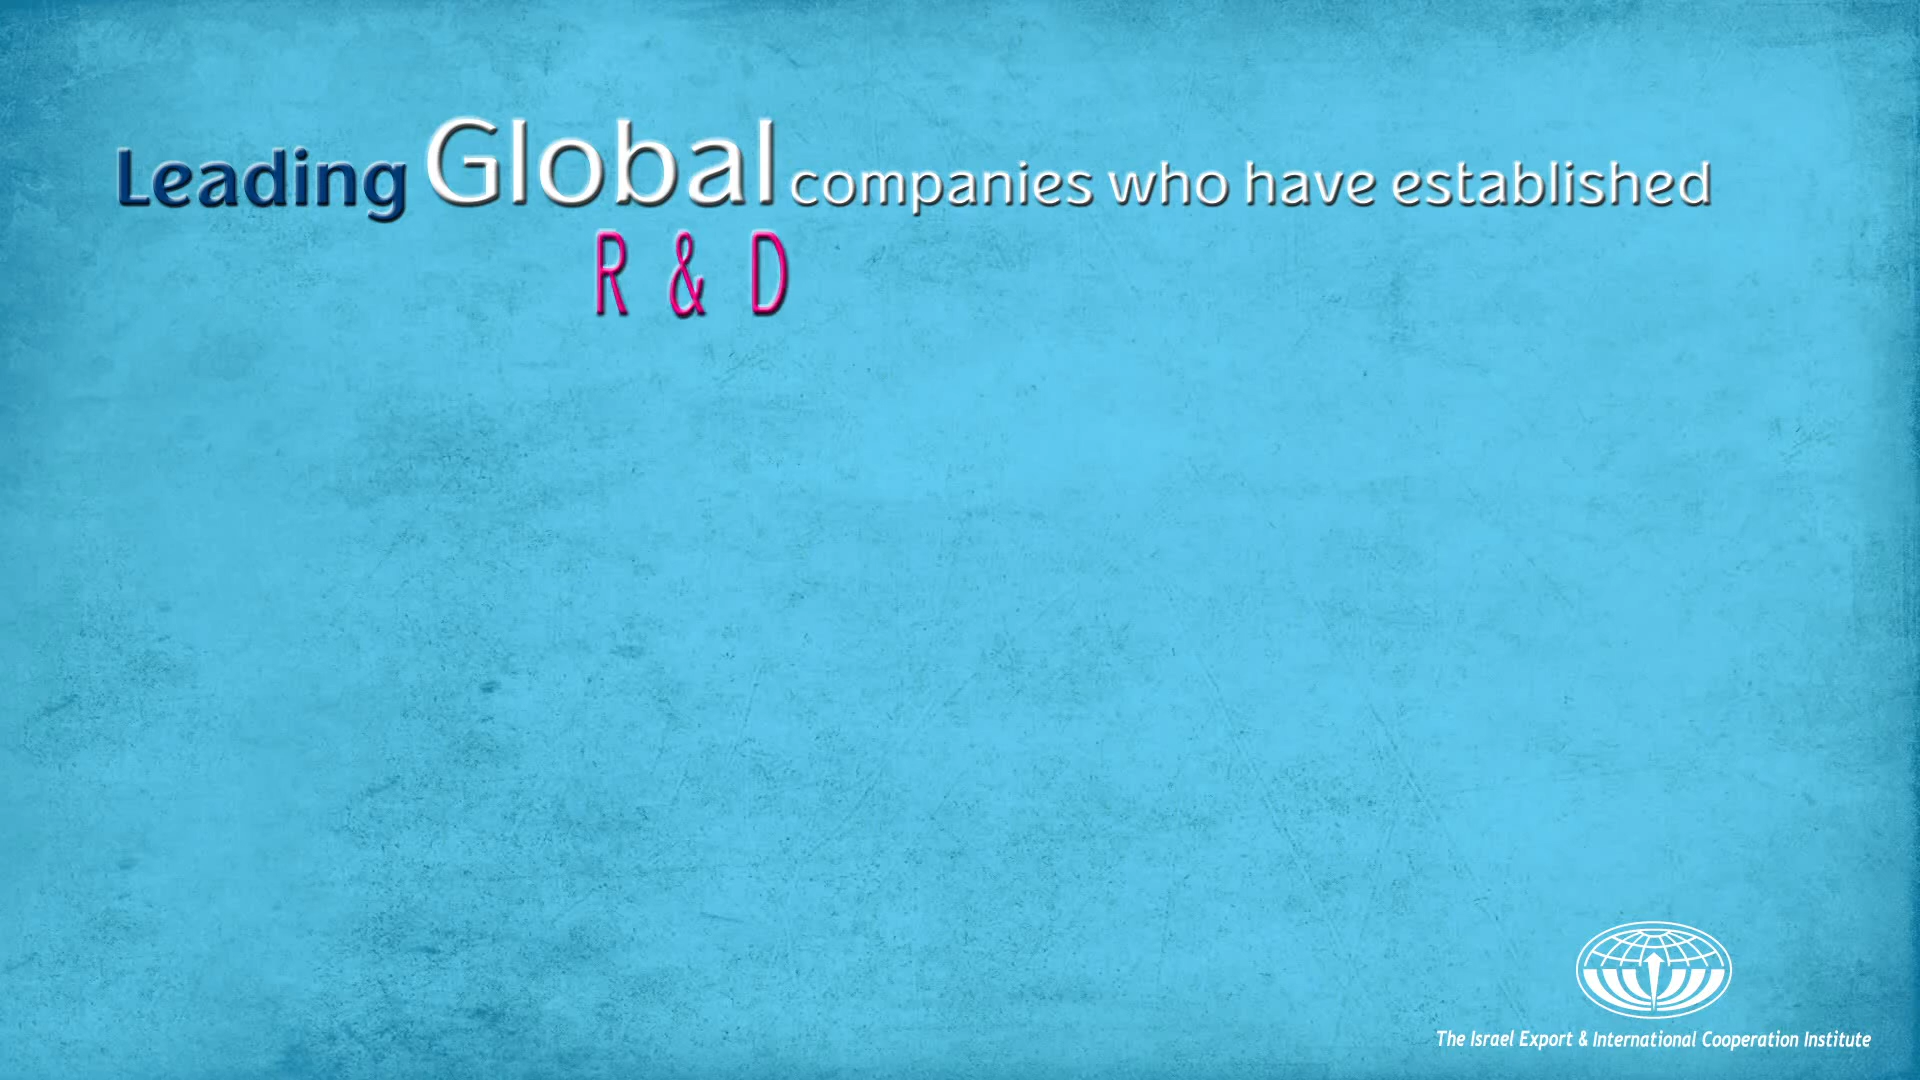 Leading Global companies who have established
R & D
The Israel Export & International Cooperation Institute